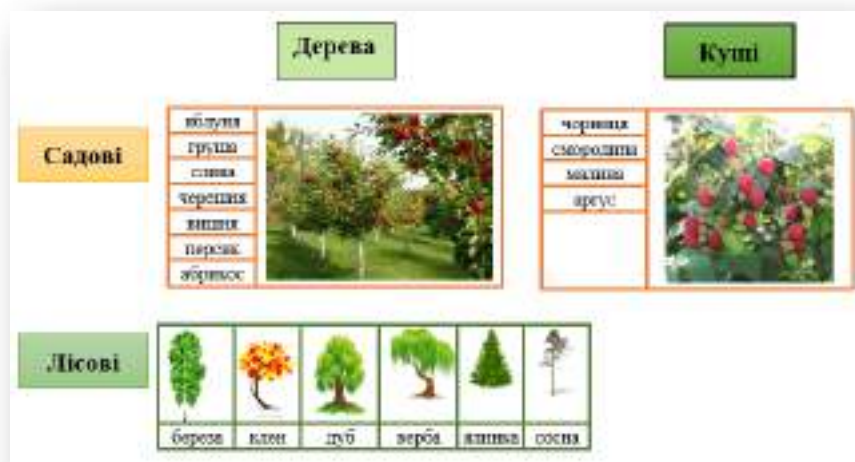 Дерева
Кущі
Садові
яблуня
груша
слива
черешня
вишня
персик
абрикос
чорниця
смородина
малина
аґрус
Лісові
береза
клен
дуб
верба
ялинка
сосна